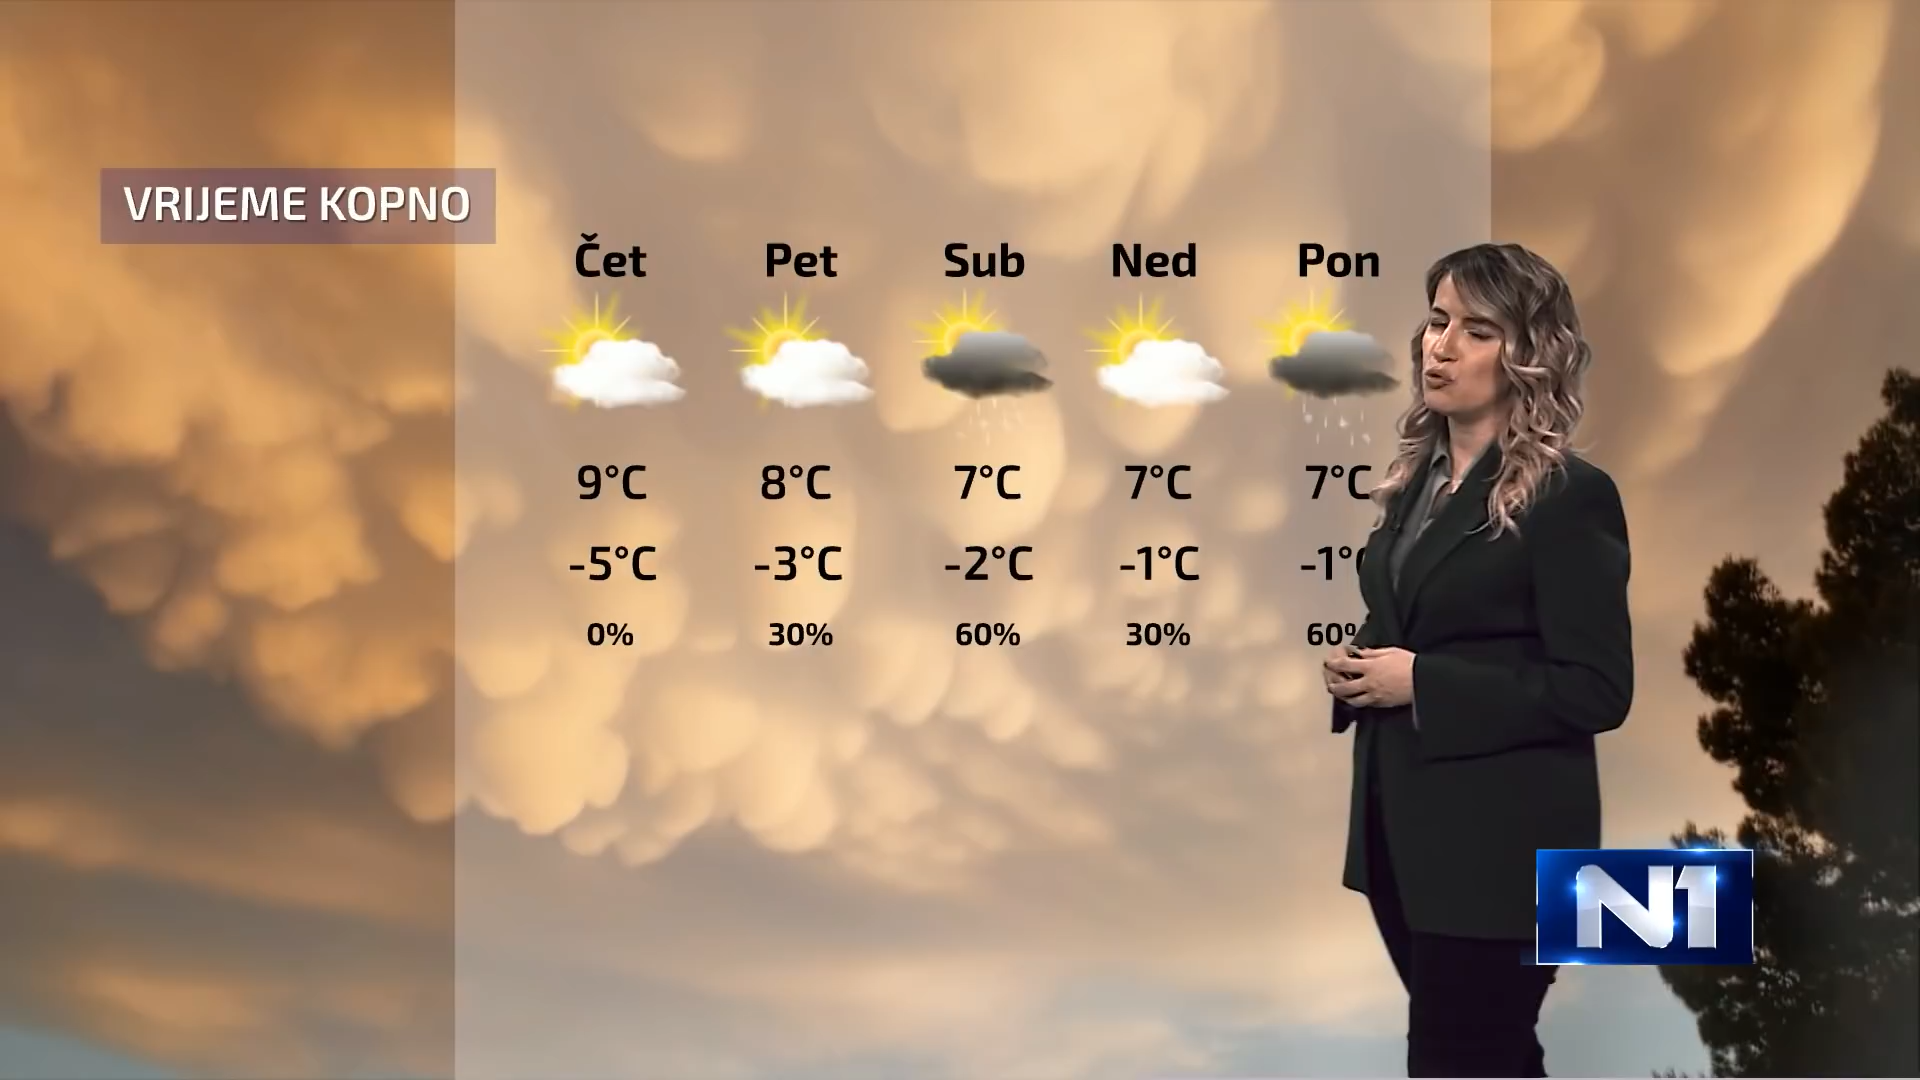 VRIJEME KOPNO
Čet Pet Sub Ned Pon
9°C 8°C 7°C 7°C 7°C
-5°C -3°C -2°C -1°C -1°
0% 30% 60% 30% 60%
N1